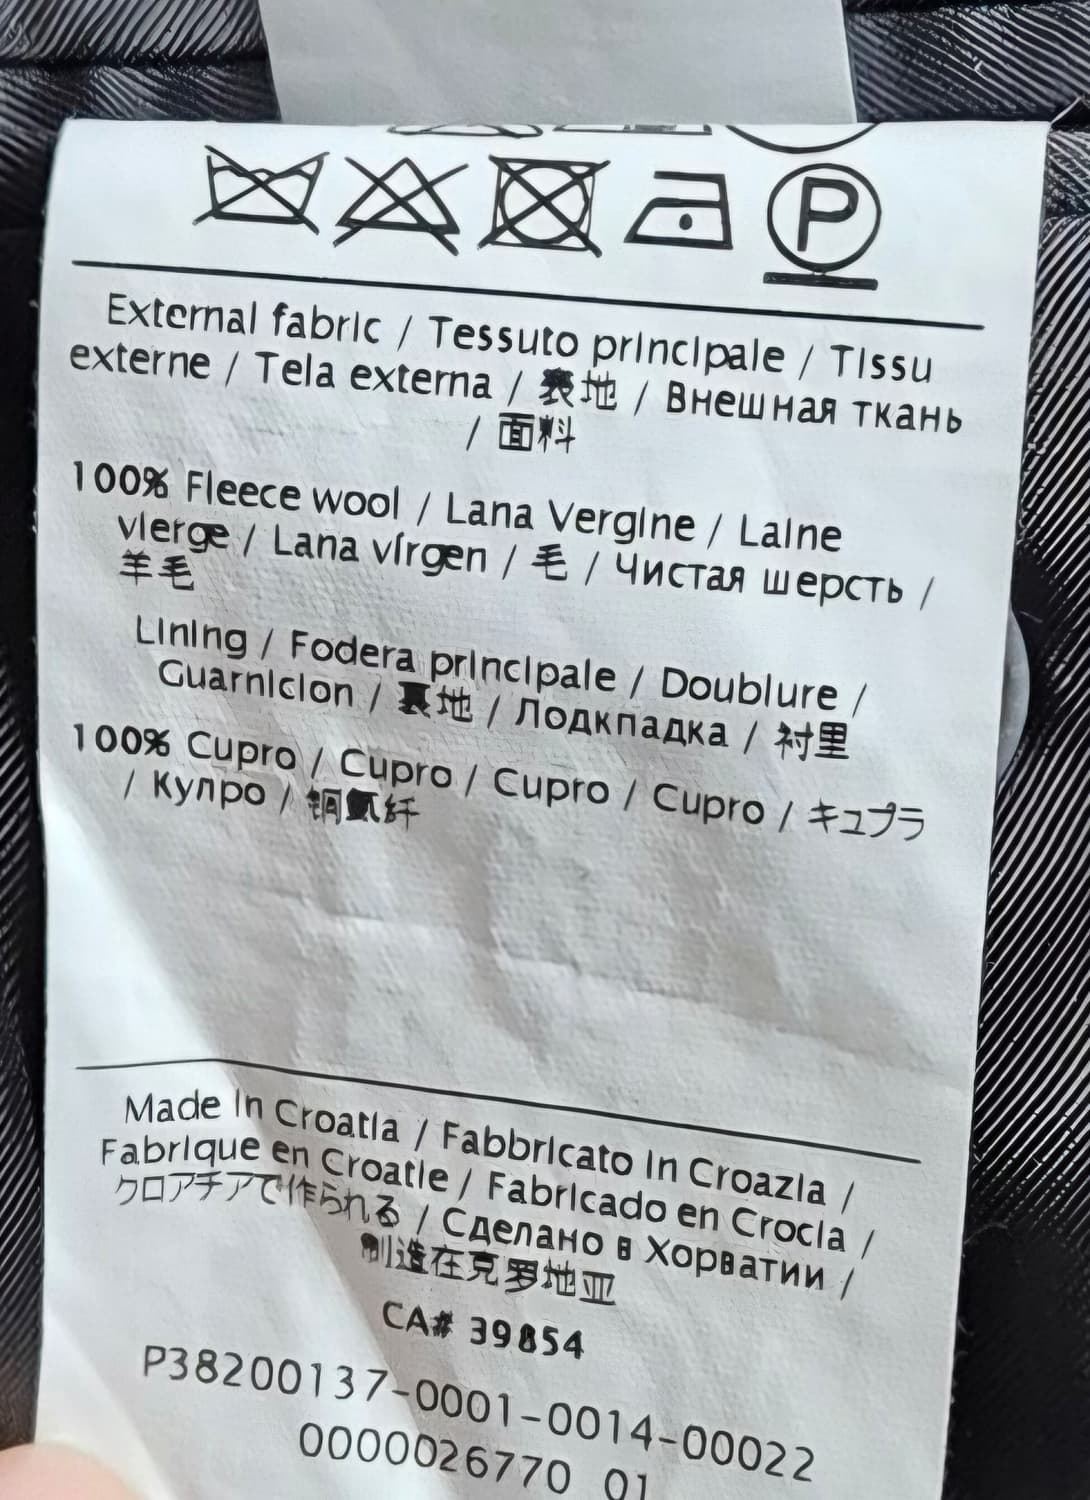 P
External fabric / Tessuto principale / Tissu
externe / Tela externa / 表地 / Внешная ткань
/ 面料
100% Fleece wool / Lana Vergine / Laine
vierge / Lana vírgen / 毛 / Чистая шерсть /
羊毛
Lining / Fodera principale / Doublure /
Guarnicion / 裏地 / Лодкпадка / 衬里
100% Cupro / Cupro / Cupro / Cupro / キュプラ
/ Купро / 铜氨纤
Made in Croatia / Fabbricato in Croazia /
Fabrique en Croatie / Fabricado en Crocia /
クロアチアで作られる / Сделано в Хорватии /
制造在克罗地亚
CA# 39854
P38200137-0001-0014-00022
0000026770 01